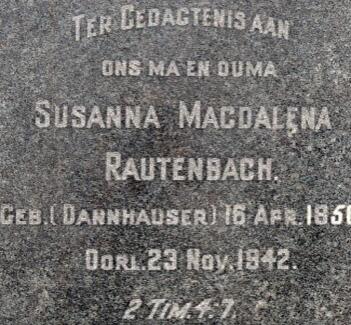 TER GEDAGTENIS AAN
ONS MA EN OUMA
SUSANNA MAGDALENA
RAUTENBACH.
GEB. (DANNHAUSER) 16 APR.
OORL. 23 NOV. 1942.
2 TIM. 4:7.